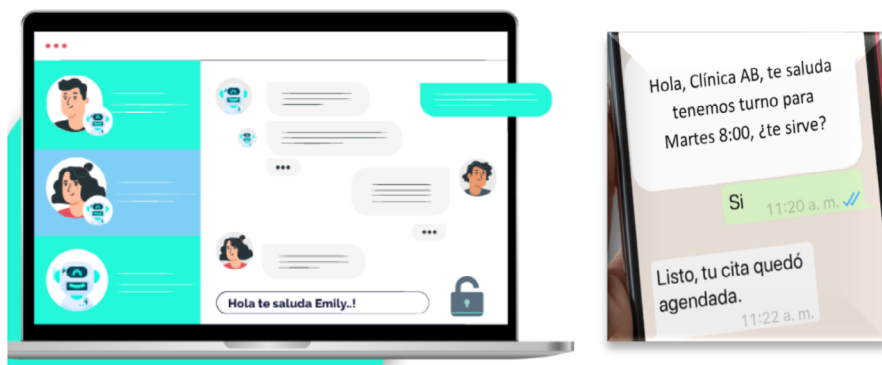 Hola te saluda Emily..!
Hola, Clínica AB, te saluda
tenemos turno para
Martes 8:00, ¿te sirve?
Si
11:20 a. m.
Listo, tu cita quedó
agendada.
11:22 a. m.